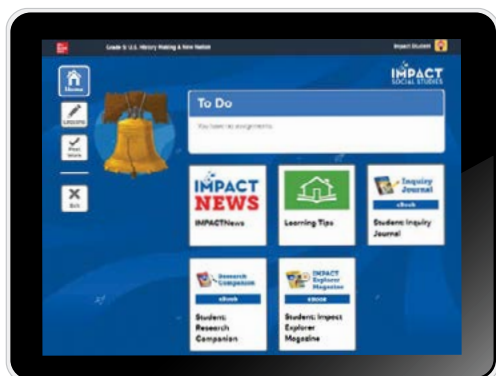 Grade 5: U.S. History Making A New Nation
Impact Student
IMPACT
SOCIAL STUDIES
Home
Lessons
Past
Work
Exit
To Do
You have no assignments.
IMPACT
NEWS
IMPACTNews
Learning Tips
Inquiry
Journal
eBook
Student: Inquiry
Journal
Research
Companion
eBook
Student:
Research
Companion
IMPACT
Explorer
Magazine
eBook
Student: Impact
Explorer
Magazine